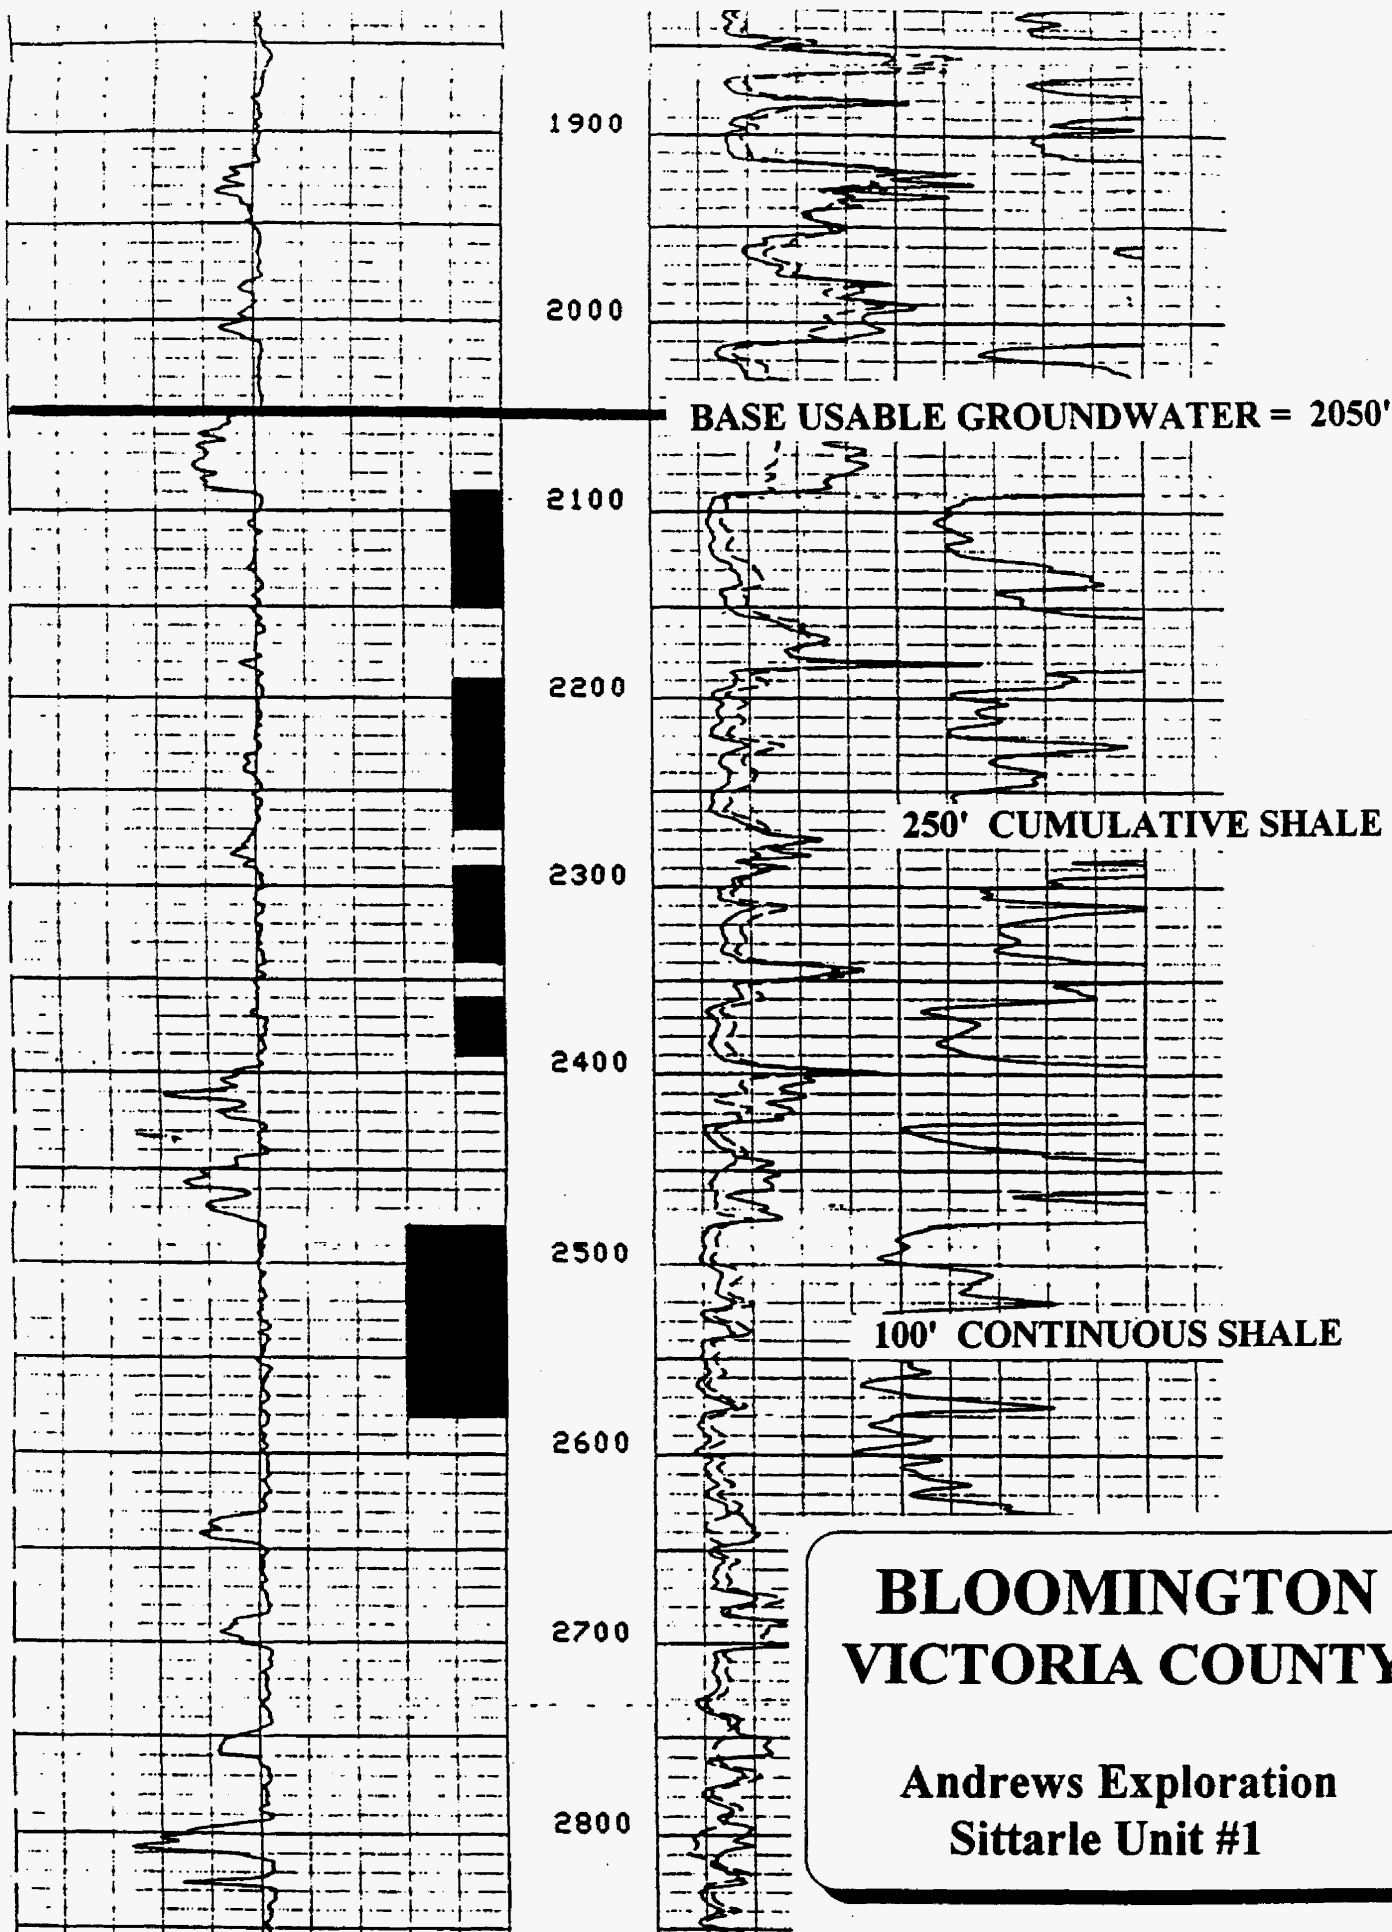 1900
2000
BASE USABLE GROUNDWATER = 2050'
2100
2200
250' CUMULATIVE SHALE
2300
2400
2500
100' CONTINUOUS SHALE
2600
BLOOMINGTON
VICTORIA COUNTY
2700
Andrews Exploration
2800
Sittarle Unit #1